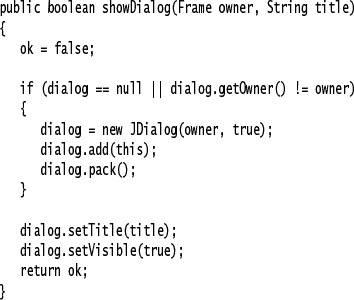 public boolean showDialog(Frame owner, String title)
{
   ok = false;

   if (dialog == null || dialog.getOwner() != owner)
   {
      dialog = new JDialog(owner, true);
      dialog.add(this);
      dialog.pack();
   }

   dialog.setTitle(title);
   dialog.setVisible(true);
   return ok;
}